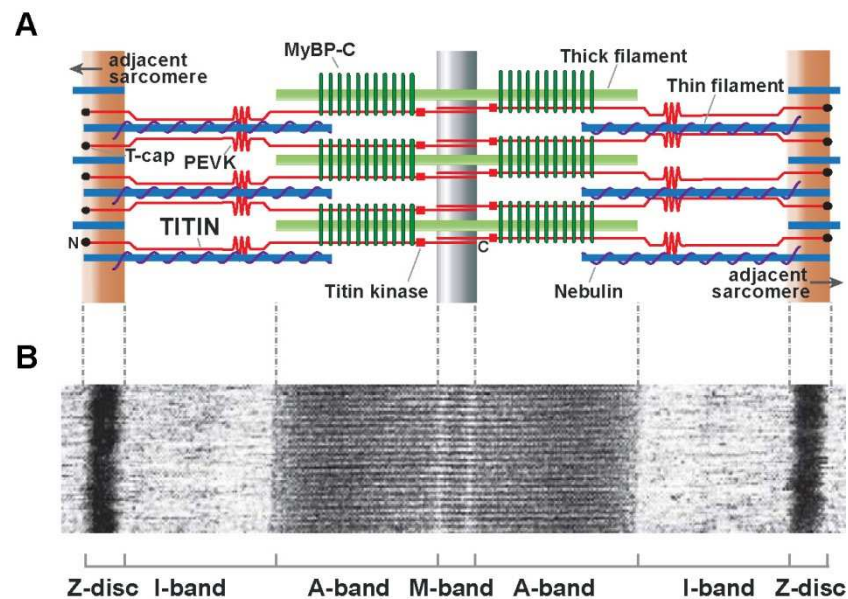 A
MyBP-C
Thick filament
adjacent
sarcomere
Thin filament
T-cap
PEVK
TITIN
N
C
Titin kinase
Nebulin
adjacent
sarcomere
B
Z-disc I-band A-band M-band A-band I-band Z-disc